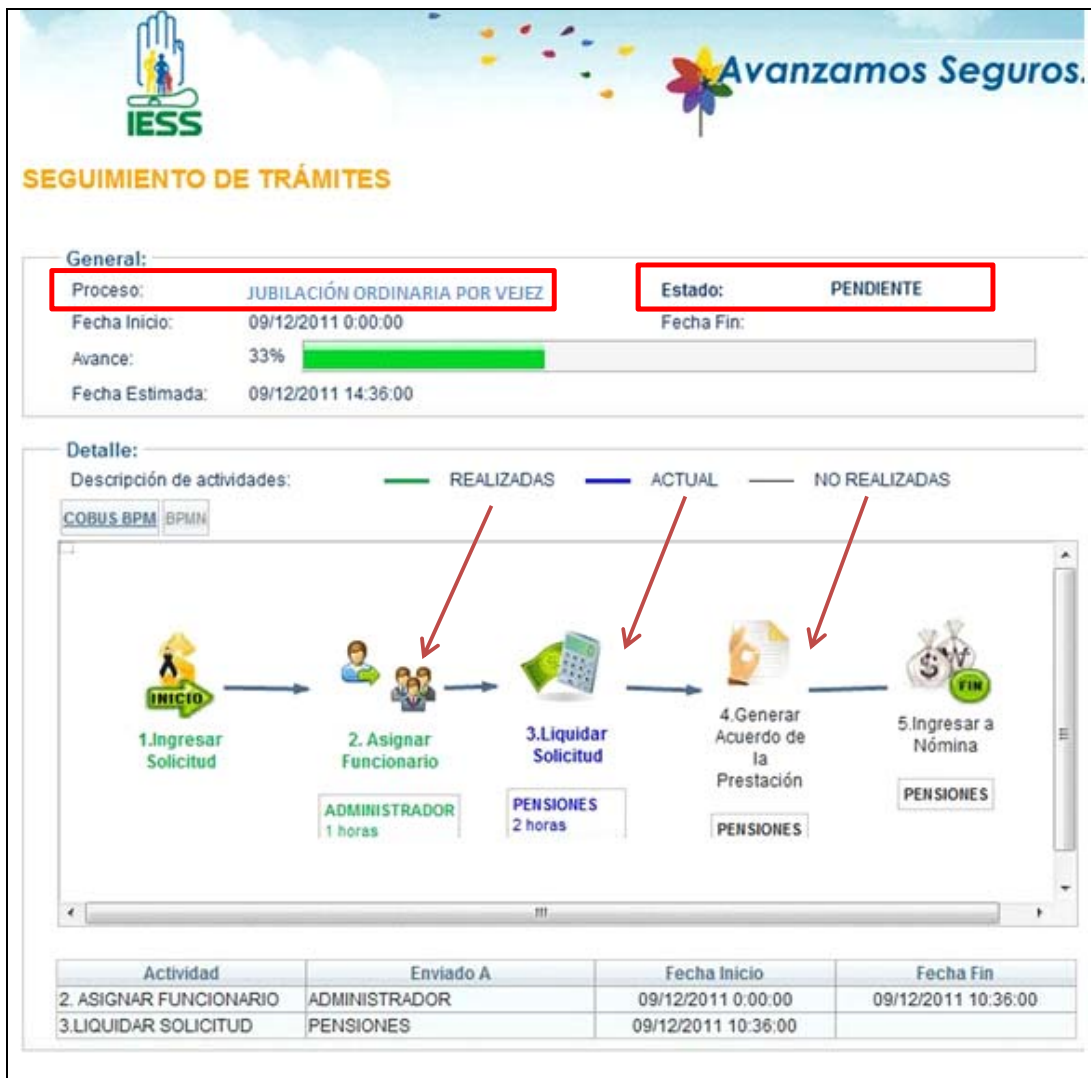 IESS
Avanzamos Seguros.
SEGUIMIENTO DE TRÁMITES
General:
Proceso: JUBILACIÓN ORDINARIA POR VEJEZ Estado: PENDIENTE
Fecha Inicio: 09/12/2011 0:00:00 Fecha Fin:
Avance: 33%
Fecha Estimada: 09/12/2011 14:36:00
Detalle:
Descripción de actividades: REALIZADAS ACTUAL NO REALIZADAS
COBUS BPM BPMN
INICIO
1.Ingresar
Solicitud
2. Asignar
Funcionario
ADMINISTRADOR
1 horas
3.Liquidar
Solicitud
PENSIONES
2 horas
4.Generar
Acuerdo de
la
Prestación
PENSIONES
FIN
5.Ingresar a
Nómina
PENSIONES
Actividad Enviado A Fecha Inicio Fecha Fin
2. ASIGNAR FUNCIONARIO ADMINISTRADOR 09/12/2011 0:00:00 09/12/2011 10:36:00
3.LIQUIDAR SOLICITUD PENSIONES 09/12/2011 10:36:00